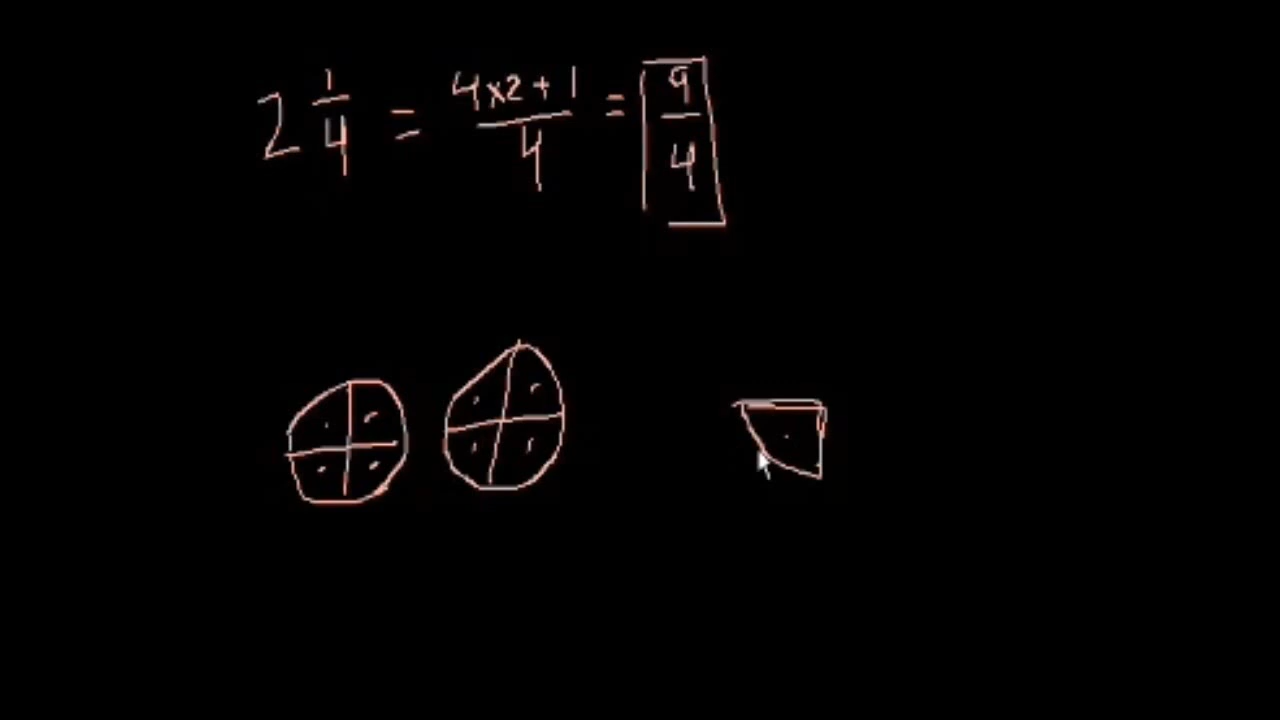 2 1/4 = (4x2+1)/4 = 9/4